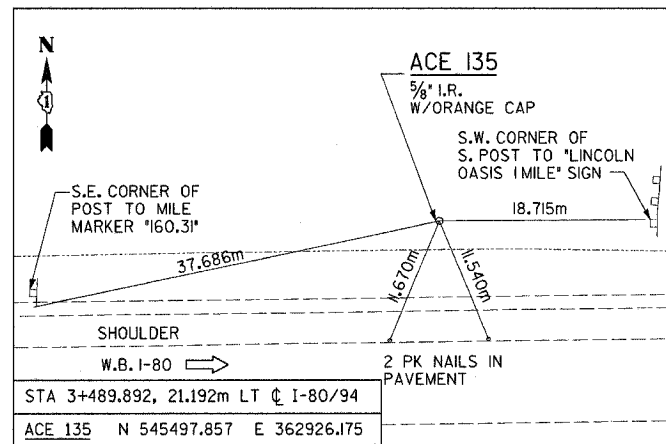 N
1
ACE 135
5/8" I.R.
W/ORANGE CAP
S.W. CORNER OF
S. POST TO "LINCOLN
OASIS 1 MILE" SIGN
S.E. CORNER OF
POST TO MILE
MARKER "160.31"
18.715m
37.686m
11.670m
11.540m
SHOULDER
W.B. I-80
2 PK NAILS IN
PAVEMENT
STA 3+489.892, 21.192m LT ℄ I-80/94
ACE 135 N 545497.857 E 362926.175